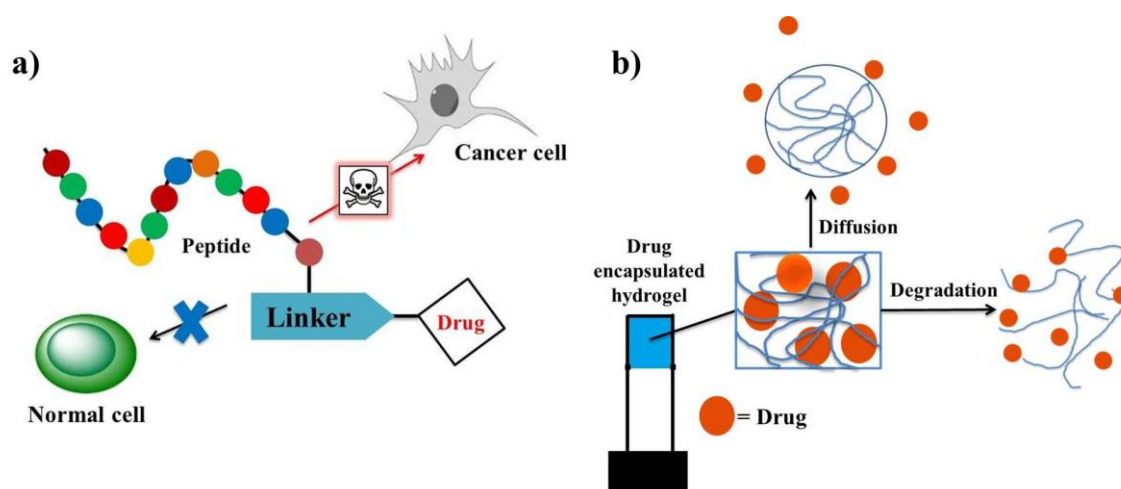 a)
Cancer cell
Peptide
Linker
Drug
Normal cell
b)
Diffusion
Drug
encapsulated
hydrogel
Degradation
= Drug